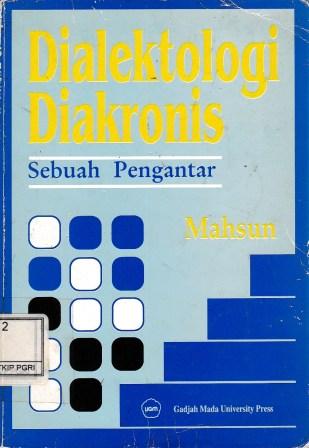 Dialektologi
Diakronis
Sebuah Pengantar
Mahsun
2
KIP PGRI
UGM
Gadjah Mada University Press